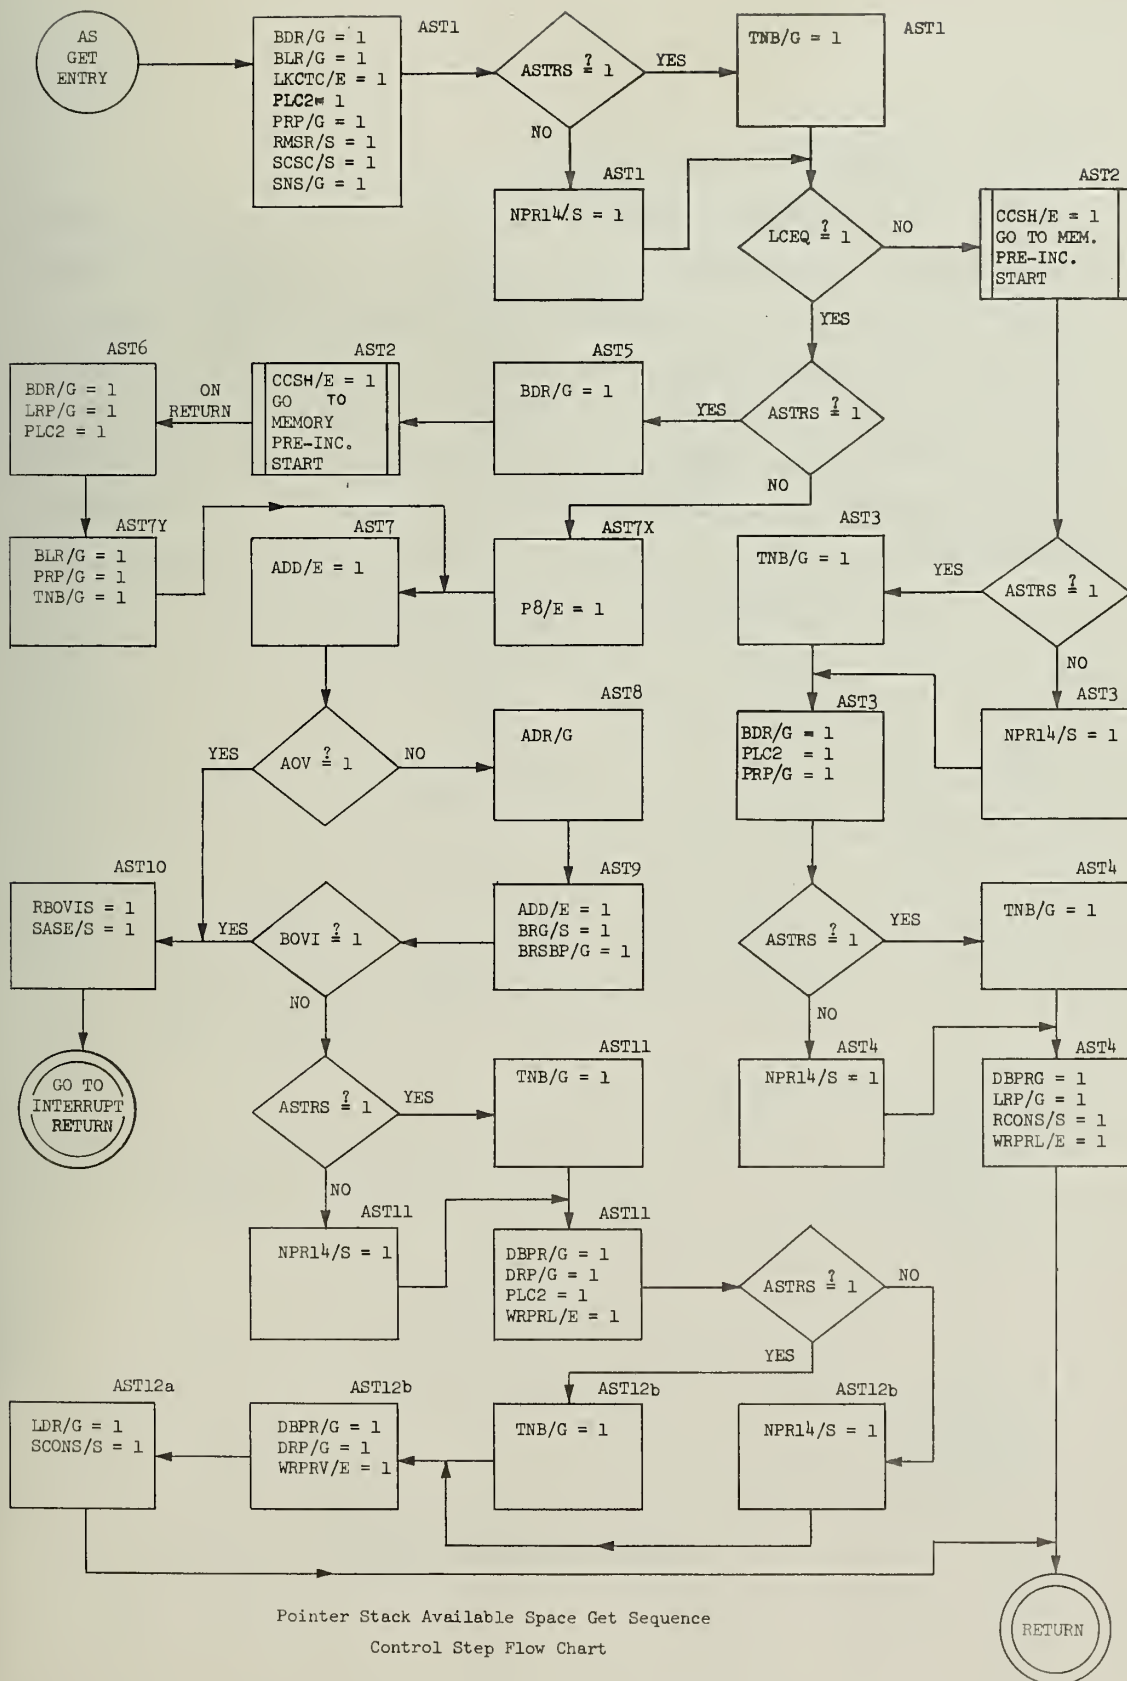 AS
GET
ENTRY
AST1
BDR/G = 1
BLR/G = 1
LKCTC/E = 1
PLC2= 1
PRP/G = 1
RMSR/S = 1
SCSC/S = 1
SNS/G = 1
ASTRS ?= 1
YES
NO
AST1
TNB/G = 1
AST1
NPR14/S = 1
LCEQ ?= 1
NO
YES
AST2
CCSH/E = 1
GO TO MEM.
PRE-INC.
START
AST6
BDR/G = 1
LRP/G = 1
PLC2 = 1
ON
RETURN
AST2
CCSH/E = 1
GO TO
MEMORY
PRE-INC.
START
AST5
BDR/G = 1
YES
ASTRS ?= 1
NO
AST7Y
BLR/G = 1
PRP/G = 1
TNB/G = 1
AST7
ADD/E = 1
AST7X
P8/E = 1
AST3
TNB/G = 1
YES
ASTRS ?= 1
NO
AST3
NPR14/S = 1
AST3
BDR/G = 1
PLC2 = 1
PRP/G = 1
YES
AOV ?= 1
NO
AST8
ADR/G
AST10
RBOVIS = 1
SASE/S = 1
YES
BOVI ?= 1
NO
AST9
ADD/E = 1
BRG/S = 1
BRSBP/G = 1
ASTRS ?= 1
YES
NO
AST4
TNB/G = 1
AST4
NPR14/S = 1
AST4
DBPRG = 1
LRP/G = 1
RCONS/S = 1
WRPRL/E = 1
GO TO
INTERRUPT
RETURN
ASTRS ?= 1
YES
NO
AST11
TNB/G = 1
AST11
NPR14/S = 1
AST11
DBPR/G = 1
DRP/G = 1
PLC2 = 1
WRPRL/E = 1
ASTRS ?= 1
NO
YES
AST12a
LDR/G = 1
SCONS/S = 1
AST12b
DBPR/G = 1
DRP/G = 1
WRPRV/E = 1
AST12b
TNB/G = 1
AST12b
NPR14/S = 1
RETURN
Pointer Stack Available Space Get Sequence
Control Step Flow Chart